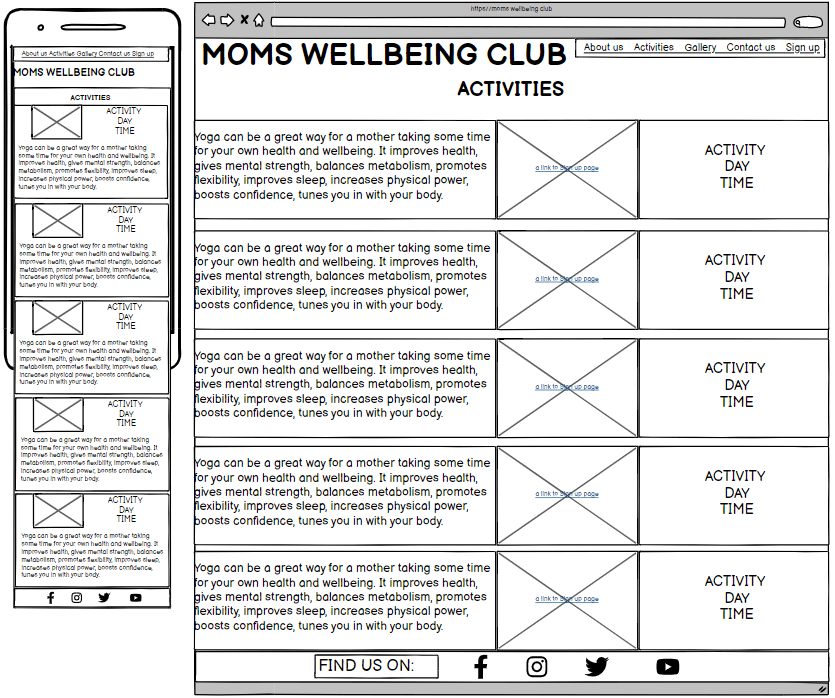 About us Activities Gallery Contact us Sign up
MOMS WELLBEING CLUB
ACTIVITIES
ACTIVITY
DAY
TIME
Yoga can be a great way for a mother taking
some time for your own health and wellbeing. It
improves health, gives mental strength, balances
metabolism, promotes flexibility, improves sleep,
increases physical power, boosts confidence,
tunes you in with your body.
ACTIVITY
DAY
TIME
Yoga can be a great way for a mother taking
some time for your own health and wellbeing. It
improves health, gives mental strength, balances
metabolism, promotes flexibility, improves sleep,
increases physical power, boosts confidence,
tunes you in with your body.
ACTIVITY
DAY
TIME
Yoga can be a great way for a mother taking
some time for your own health and wellbeing. It
improves health, gives mental strength, balances
metabolism, promotes flexibility, improves sleep,
increases physical power, boosts confidence,
tunes you in with your body.
ACTIVITY
DAY
TIME
Yoga can be a great way for a mother taking
some time for your own health and wellbeing. It
improves health, gives mental strength, balances
metabolism, promotes flexibility, improves sleep,
increases physical power, boosts confidence,
tunes you in with your body.
ACTIVITY
DAY
TIME
Yoga can be a great way for a mother taking
some time for your own health and wellbeing. It
improves health, gives mental strength, balances
metabolism, promotes flexibility, improves sleep,
increases physical power, boosts confidence,
tunes you in with your body.
https://moms wellbeing club
MOMS WELLBEING CLUB
About us Activities Gallery Contact us Sign up
ACTIVITIES
Yoga can be a great way for a mother taking some time
for your own health and wellbeing. It improves health,
gives mental strength, balances metabolism, promotes
flexibility, improves sleep, increases physical power,
boosts confidence, tunes you in with your body.
a link to Sign up page
ACTIVITY
DAY
TIME
Yoga can be a great way for a mother taking some time
for your own health and wellbeing. It improves health,
gives mental strength, balances metabolism, promotes
flexibility, improves sleep, increases physical power,
boosts confidence, tunes you in with your body.
a link to Sign up page
ACTIVITY
DAY
TIME
Yoga can be a great way for a mother taking some time
for your own health and wellbeing. It improves health,
gives mental strength, balances metabolism, promotes
flexibility, improves sleep, increases physical power,
boosts confidence, tunes you in with your body.
a link to Sign up page
ACTIVITY
DAY
TIME
Yoga can be a great way for a mother taking some time
for your own health and wellbeing. It improves health,
gives mental strength, balances metabolism, promotes
flexibility, improves sleep, increases physical power,
boosts confidence, tunes you in with your body.
a link to Sign up page
ACTIVITY
DAY
TIME
Yoga can be a great way for a mother taking some time
for your own health and wellbeing. It improves health,
gives mental strength, balances metabolism, promotes
flexibility, improves sleep, increases physical power,
boosts confidence, tunes you in with your body.
a link to Sign up page
ACTIVITY
DAY
TIME
FIND US ON: